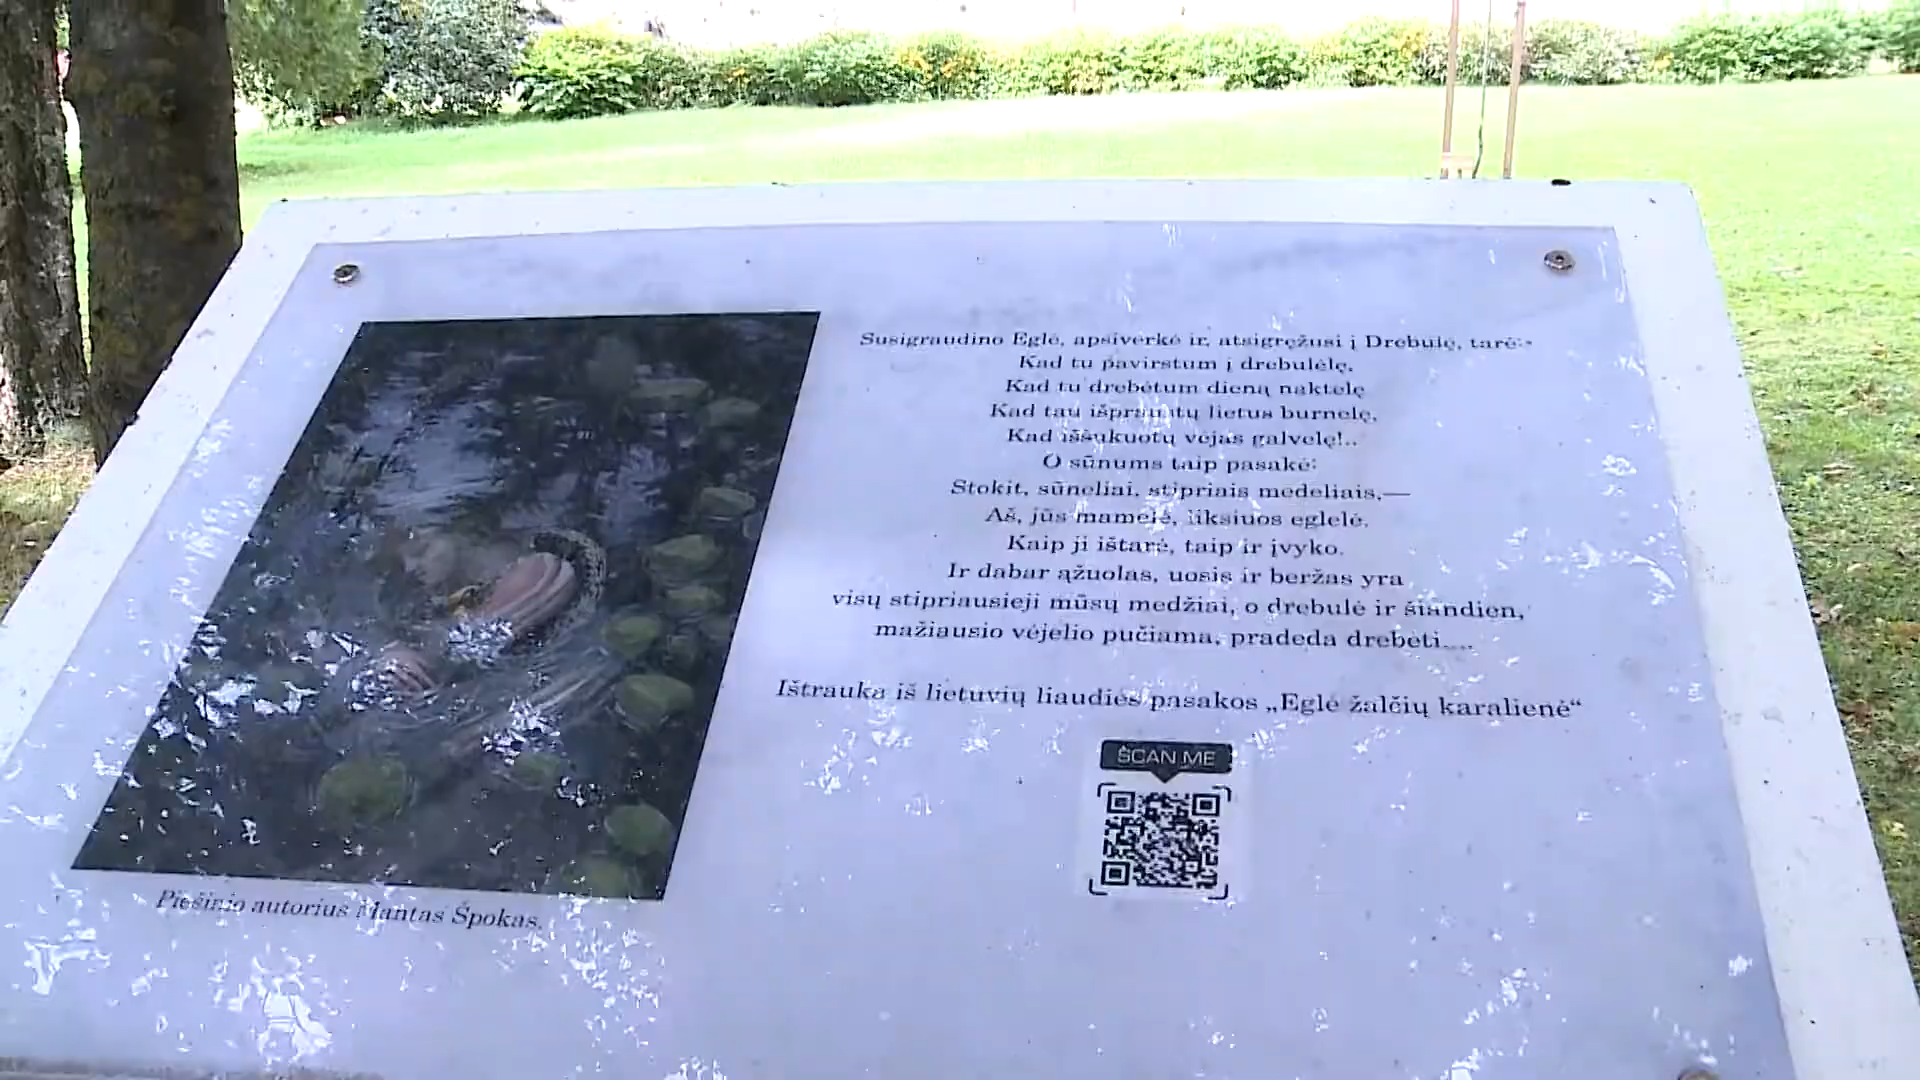 Susigraudino Eglė, apsiverkė ir, atsigręžusi į Drebulę, tarė:
Kad tu pavirstum į drebulėlę,
Kad tu drebėtum dieną naktelę
Kad tau išpraustų lietus burnelę,
Kad iššukuotų vėjas galvelę!..
O sūnums taip pasakė:
Stokit, sūneliai, stipriais medeliais,—
Aš, jūs mamelė, liksiuos eglelė.
Kaip ji ištarė, taip ir įvyko.
Ir dabar ąžuolas, uosis ir beržas yra
visų stipriausieji mūsų medžiai, o drebulė ir šiandien,
mažiausio vėjelio pučiama, pradeda drebėti....
Ištrauka iš lietuvių liaudies pasakos „Eglė žalčių karalienė“
SCAN ME
Piešinio autorius Mantas Špokas.